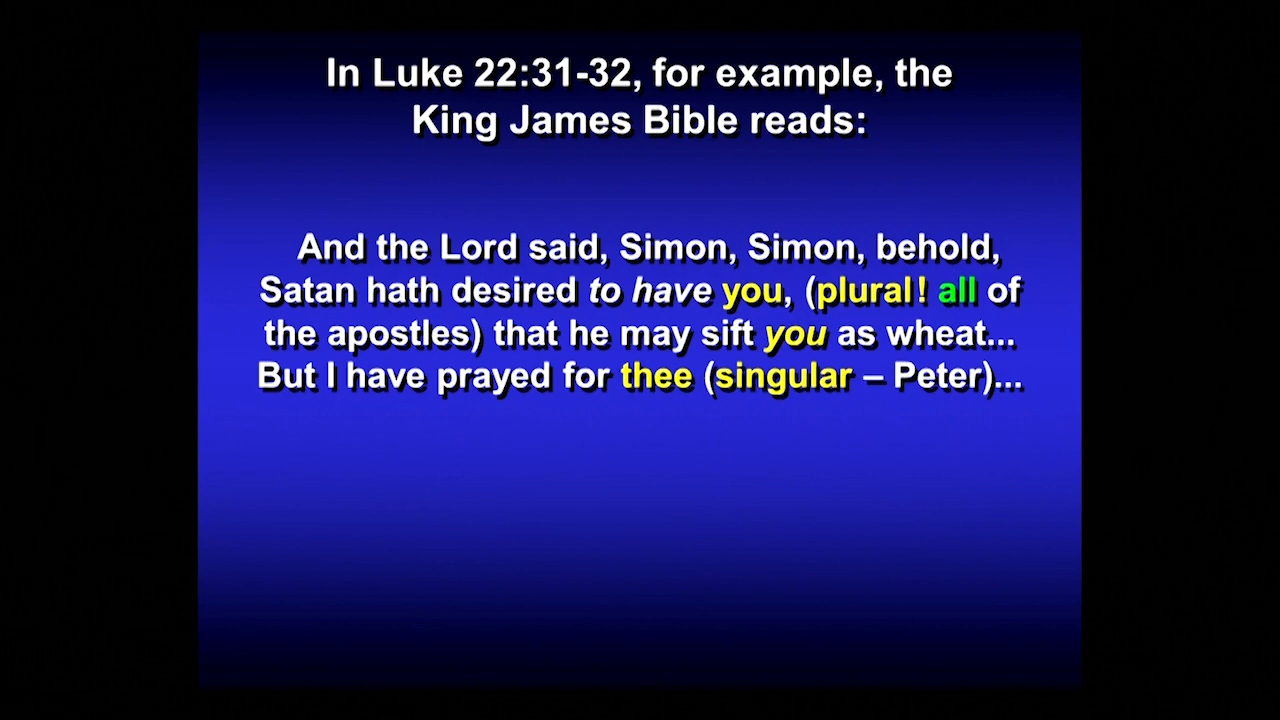 In Luke 22:31-32, for example, the
King James Bible reads:
And the Lord said, Simon, Simon, behold,
Satan hath desired to have you, (plural! all of
the apostles) that he may sift you as wheat...
But I have prayed for thee (singular – Peter)...